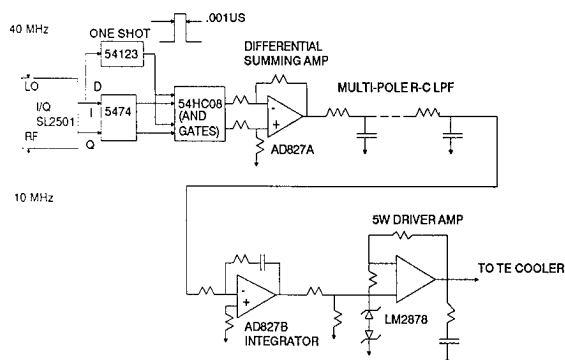 40 MHz
ONE SHOT
.001US
54123
DIFFERENTIAL
SUMMING AMP
LO
D
I/Q
I
SL2501
5474
54HC08
(AND
GATES)
-
+
MULTI-POLE R-C LPF
RF
Q
AD827A
10 MHz
5W DRIVER AMP
-
+
-
+
TO TE COOLER
AD827B
INTEGRATOR
LM2878